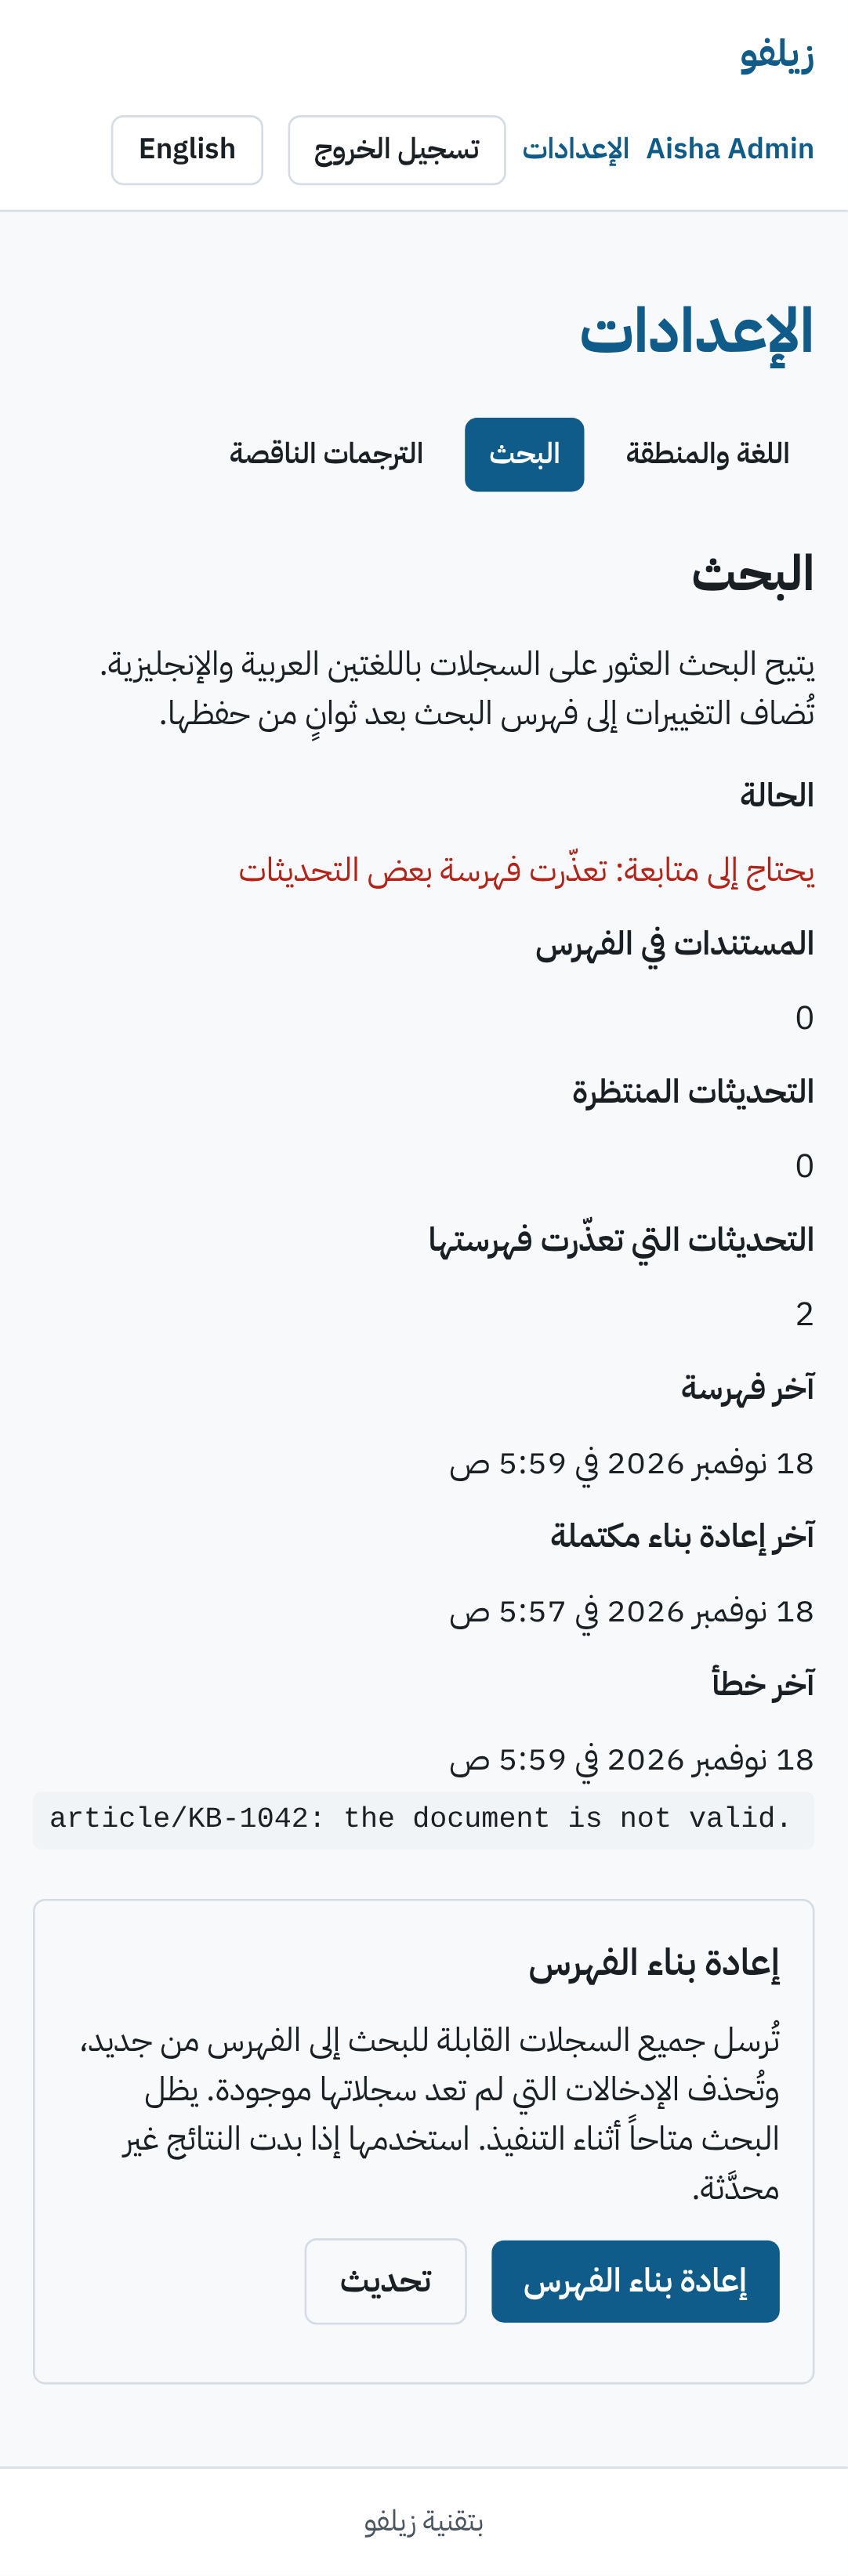 زيلفو
Aisha Admin الإعدادات تسجيل الخروج English
الإعدادات
اللغة والمنطقة البحث الترجمات الناقصة
البحث
يتيح البحث العثور على السجلات باللغتين العربية والإنجليزية.
تُضاف التغييرات إلى فهرس البحث بعد ثوانٍ من حفظها.
الحالة
يحتاج إلى متابعة: تعذّرت فهرسة بعض التحديثات
المستندات في الفهرس
0
التحديثات المنتظرة
0
التحديثات التي تعذّرت فهرستها
2
آخر فهرسة
18 نوفمبر 2026 في 5:59 ص
آخر إعادة بناء مكتملة
18 نوفمبر 2026 في 5:57 ص
آخر خطأ
18 نوفمبر 2026 في 5:59 ص
article/KB-1042: the document is not valid.
إعادة بناء الفهرس
تُرسل جميع السجلات القابلة للبحث إلى الفهرس من جديد،
وتُحذف الإدخالات التي لم تعد سجلاتها موجودة. يظل
البحث متاحاً أثناء التنفيذ. استخدمها إذا بدت النتائج غير
محدَّثة.
إعادة بناء الفهرس تحديث
بتقنية زيلفو